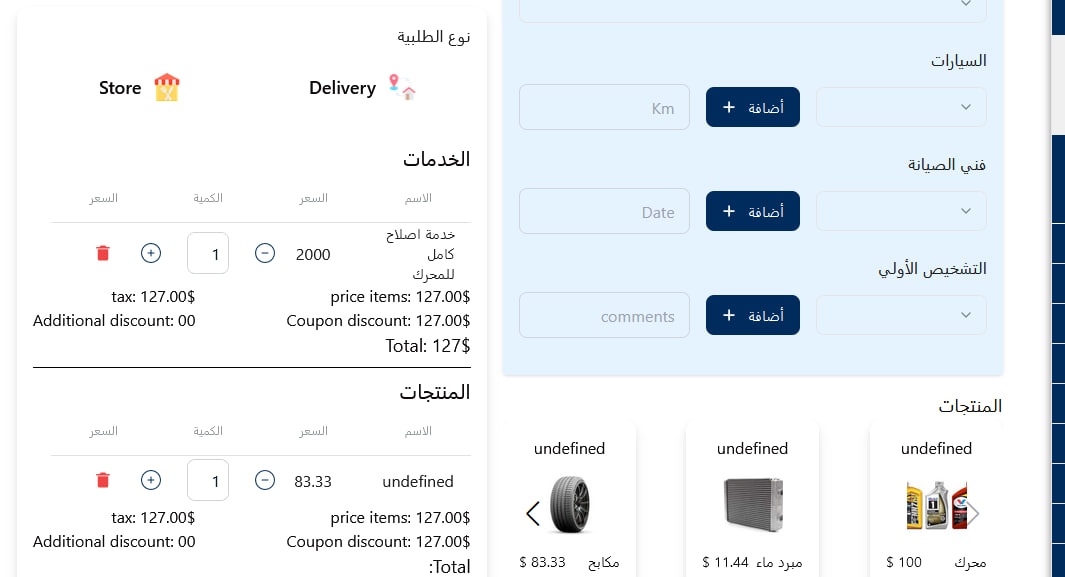 السيارات
أضافة +
Km
فني الصيانة
أضافة +
Date
التشخيص الأولي
أضافة +
comments
المنتجات
undefined
محرك
100 $
undefined
مبرد ماء
11.44 $
undefined
مكابح
83.33 $
نوع الطلبية
Delivery
Store
الخدمات
الاسم السعر الكمية السعر
خدمة اصلاح
كامل
للمحرك
2000 1
price items: 127.00$ tax: 127.00$
Coupon discount: 127.00$ Additional discount: 00
Total: 127$
المنتجات
الاسم السعر الكمية السعر
undefined 83.33 1
price items: 127.00$ tax: 127.00$
Coupon discount: 127.00$ Additional discount: 00
:Total